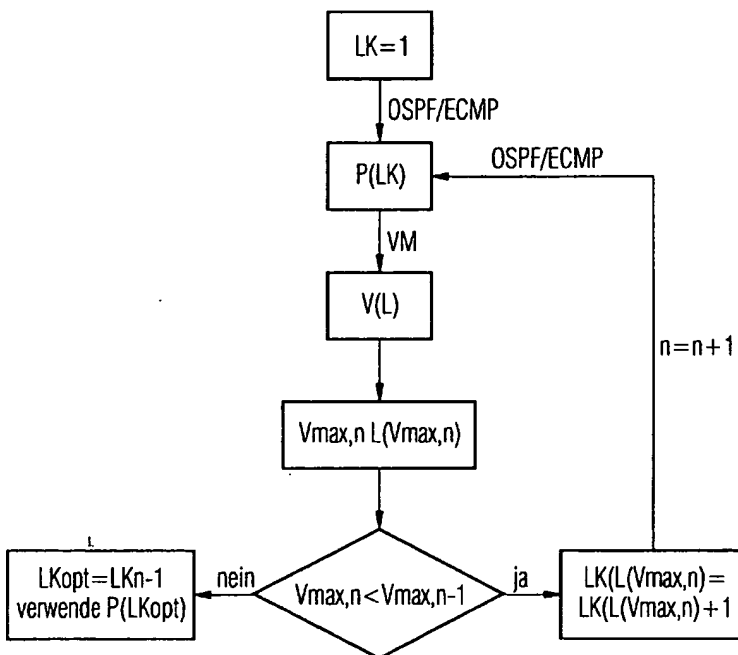 LK=1
OSPF/ECMP
P(LK)
OSPF/ECMP
VM
V(L)
n=n+1
Vmax,n L(Vmax,n)
LKopt=LKn-1
verwende P(LKopt)
nein
Vmax,n<Vmax,n-1
ja
LK(L(Vmax,n)=
LK(L(Vmax,n)+1